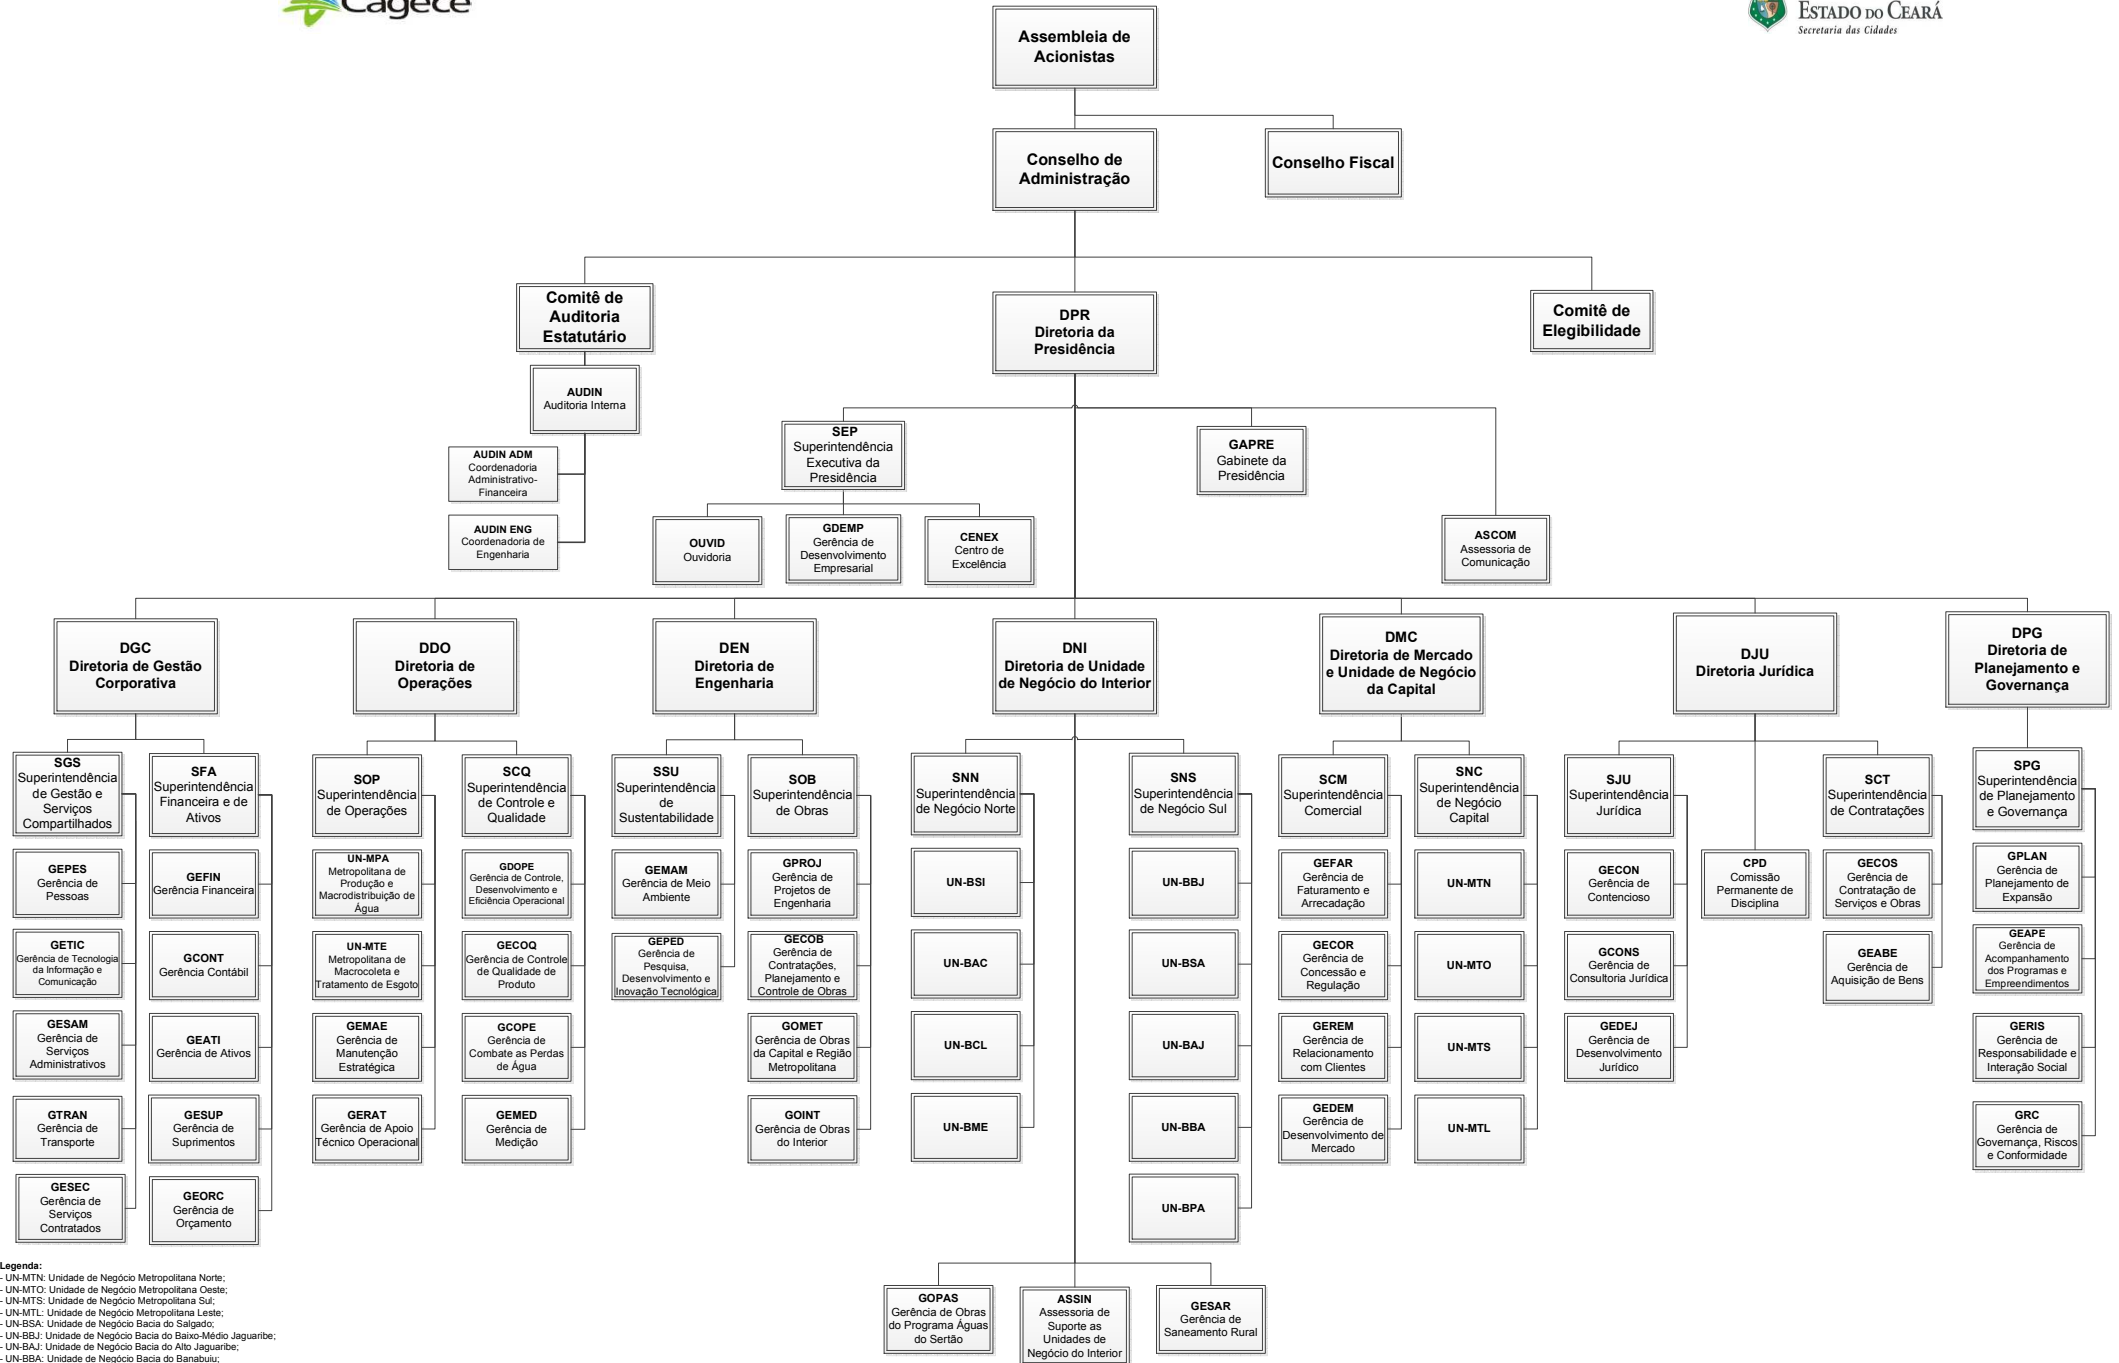 Cagece
ESTADO DO CEARÁ
Secretaria das Cidades
Assembleia de
Acionistas
Conselho de
Administração
Conselho Fiscal
Comitê de
Auditoria
Estatutário
DPR
Diretoria da
Presidência
Comitê de
Elegibilidade
AUDIN
Auditoria Interna
AUDIN ADM
Coordenadoria
Administrativo-
Financeira
AUDIN ENG
Coordenadoria de
Engenharia
SEP
Superintendência
Executiva da
Presidência
GAPRE
Gabinete da
Presidência
OUVID
Ouvidoria
GDEMP
Gerência de
Desenvolvimento
Empresarial
CENEX
Centro de
Excelência
ASCOM
Assessoria de
Comunicação
DGC
Diretoria de Gestão
Corporativa
DDO
Diretoria de
Operações
DEN
Diretoria de
Engenharia
DNI
Diretoria de Unidade
de Negócio do Interior
DMC
Diretoria de Mercado
e Unidade de Negócio
da Capital
DJU
Diretoria Jurídica
DPG
Diretoria de
Planejamento e
Governança
SGS
Superintendência
de Gestão e
Serviços
Compartilhados
GEPES
Gerência de
Pessoas
GETIC
Gerência de Tecnologia
da Informação e
Comunicação
GESAM
Gerência de
Serviços
Administrativos
GTRAN
Gerência de
Transporte
GESEC
Gerência de
Serviços
Contratados
SFA
Superintendência
Financeira e de
Ativos
GEFIN
Gerência Financeira
GCONT
Gerência Contábil
GEATI
Gerência de Ativos
GESUP
Gerência de
Suprimentos
GEORC
Gerência de
Orçamento
SOP
Superintendência
de Operações
UN-MPA
Metropolitana de
Produção e
Macrodistribuição de
Água
UN-MTE
Metropolitana de
Macrocoleta e
Tratamento de Esgoto
GEMAE
Gerência de
Manutenção
Estratégica
GERAT
Gerência de Apoio
Técnico Operacional
SCQ
Superintendência
de Controle e
Qualidade
GDOPE
Gerência de Controle,
Desenvolvimento e
Eficiência Operacional
GECOQ
Gerência de Controle
de Qualidade de
Produto
GCOPE
Gerência de
Combate as Perdas
de Água
GEMED
Gerência de
Medição
SSU
Superintendência
de
Sustentabilidade
GEMAM
Gerência de Meio
Ambiente
GEPED
Gerência de
Pesquisa,
Desenvolvimento e
Inovação Tecnológica
SOB
Superintendência
de Obras
GPROJ
Gerência de
Projetos de
Engenharia
GECOB
Gerência de
Contratações,
Planejamento e
Controle de Obras
GOMET
Gerência de Obras
da Capital e Região
Metropolitana
GOINT
Gerência de Obras
do Interior
SNN
Superintendência
de Negócio Norte
UN-BSI
UN-BAC
UN-BCL
UN-BME
SNS
Superintendência
de Negócio Sul
UN-BBJ
UN-BSA
UN-BAJ
UN-BBA
UN-BPA
GOPAS
Gerência de Obras
do Programa Águas
do Sertão
ASSIN
Assessoria de
Suporte as
Unidades de
Negócio do Interior
GESAR
Gerência de
Saneamento Rural
SCM
Superintendência
Comercial
GEFAR
Gerência de
Faturamento e
Arrecadação
GECOR
Gerência de
Concessão e
Regulação
GEREM
Gerência de
Relacionamento
com Clientes
GEDEM
Gerência de
Desenvolvimento de
Mercado
SNC
Superintendência
de Negócio
Capital
UN-MTN
UN-MTO
UN-MTS
UN-MTL
SJU
Superintendência
Jurídica
GECON
Gerência de
Contencioso
GCONS
Gerência de
Consultoria Jurídica
GEDEJ
Gerência de
Desenvolvimento
Jurídico
CPD
Comissão
Permanente de
Disciplina
SCT
Superintendência
de Contratações
GECOS
Gerência de
Contratação de
Serviços e Obras
GEABE
Gerência de
Aquisição de Bens
SPG
Superintendência
de Planejamento
e Governança
GPLAN
Gerência de
Planejamento de
Expansão
GEAPE
Gerência de
Acompanhamento
dos Programas e
Empreendimentos
GERIS
Gerência de
Responsabilidade e
Interação Social
GRC
Gerência de
Governança, Riscos
e Conformidade
Legenda:
- UN-MTN: Unidade de Negócio Metropolitana Norte;
- UN-MTO: Unidade de Negócio Metropolitana Oeste;
- UN-MTS: Unidade de Negócio Metropolitana Sul;
- UN-MTL: Unidade de Negócio Metropolitana Leste;
- UN-BSA: Unidade de Negócio Bacia do Salgado;
- UN-BBJ: Unidade de Negócio Bacia do Baixo-Médio Jaguaribe;
- UN-BAJ: Unidade de Negócio Bacia do Alto Jaguaribe;
- UN-BBA: Unidade de Negócio Bacia do Banabuiu;